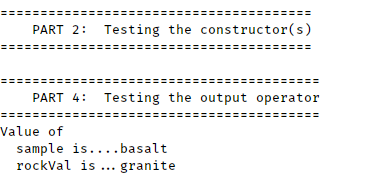 =======================================
    PART 2:  Testing the constructor(s)
=======================================

========================================
    PART 4:  Testing the output operator
========================================
Value of
  sample is....basalt
  rockVal is ... granite